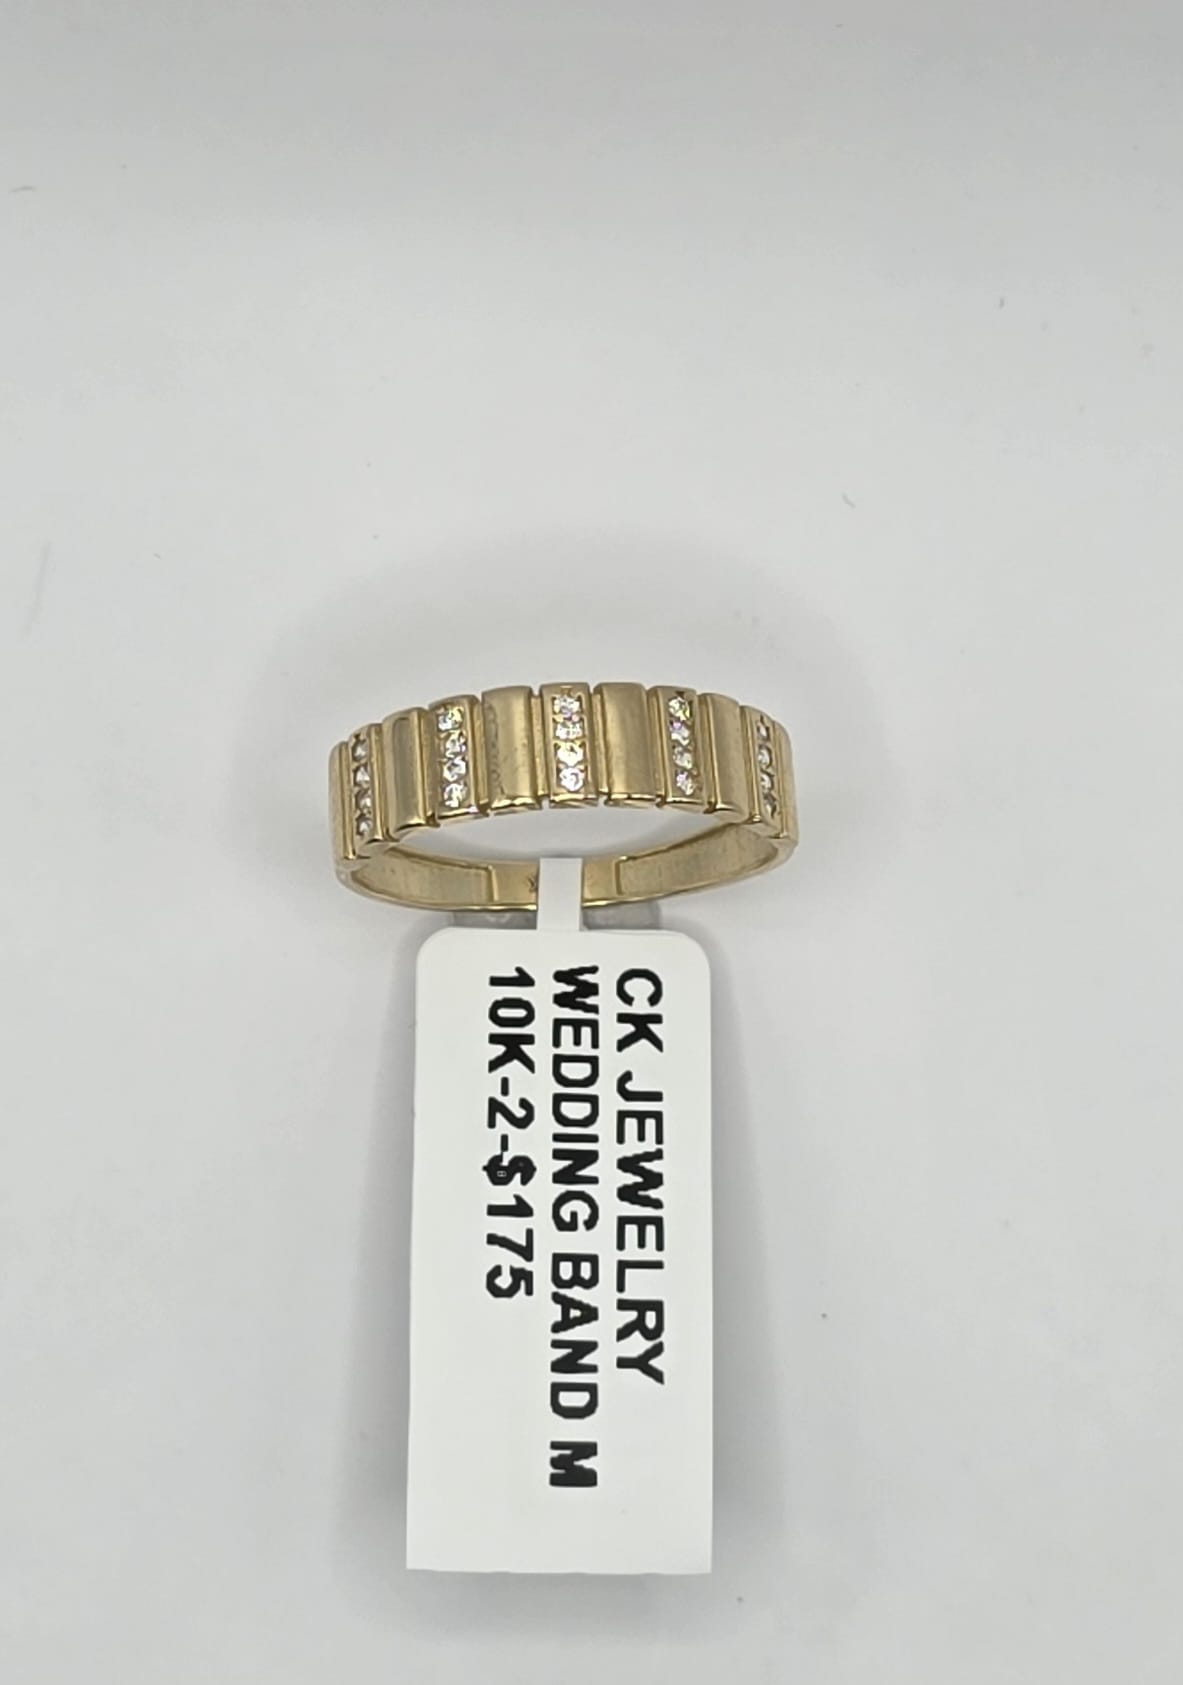 CK JEWELRY
WEDDING BAND M
10K-2-$175